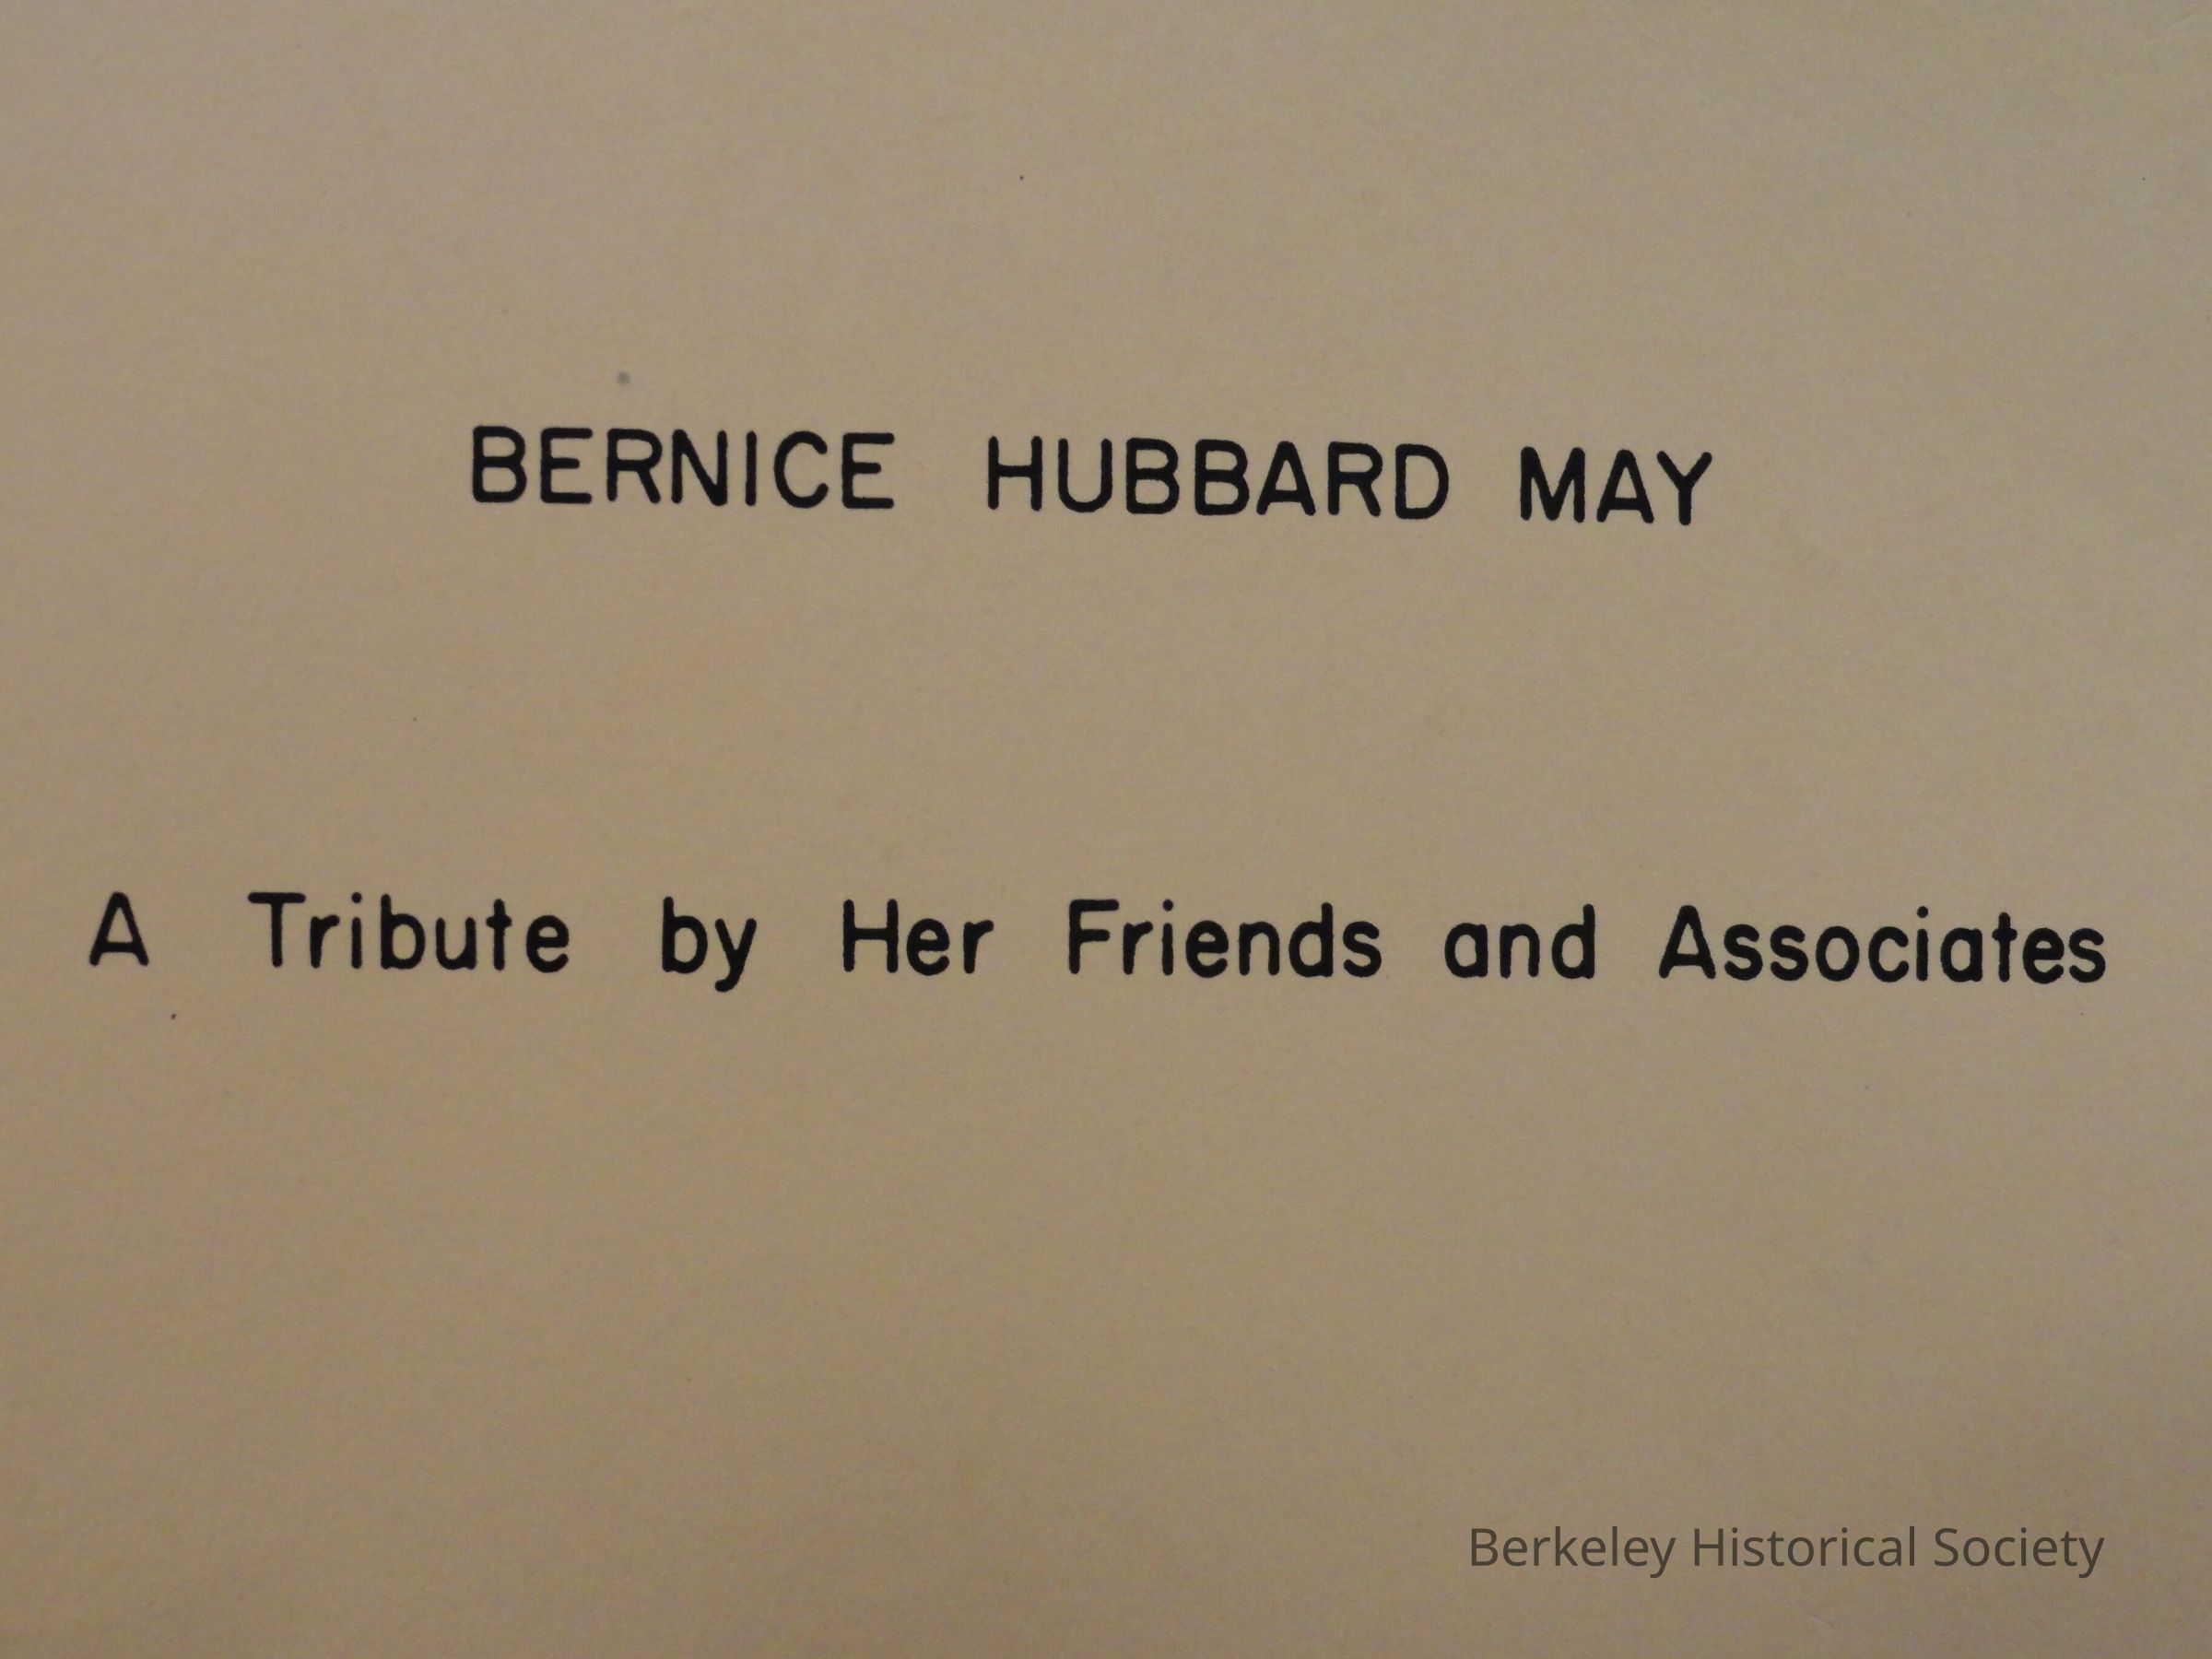 BERNICE HUBBARD MAY
A Tribute by Her Friends and Associates
Berkeley Historical Society